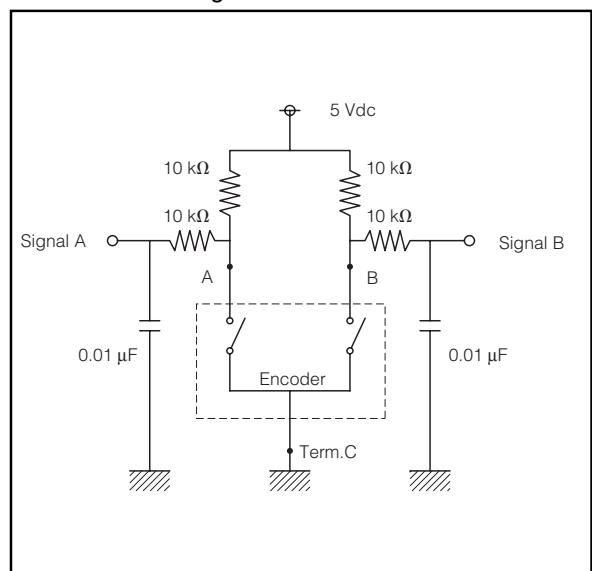 5 Vdc
10 kΩ 10 kΩ
10 kΩ 10 kΩ
Signal A Signal B
A B
0.01 µF 0.01 µF
Encoder
Term.C